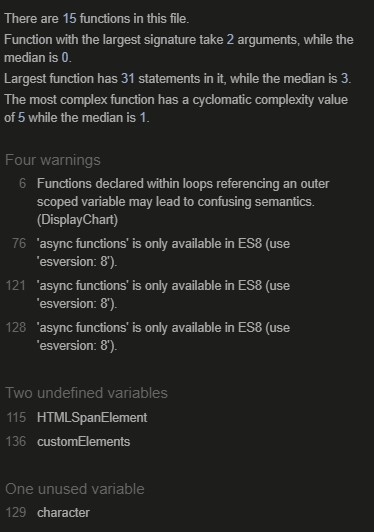 There are 15 functions in this file.
Function with the largest signature take 2 arguments, while the
median is 0.
Largest function has 31 statements in it, while the median is 3.
The most complex function has a cyclomatic complexity value
of 5 while the median is 1.
Four warnings
6 Functions declared within loops referencing an outer
scoped variable may lead to confusing semantics.
(DisplayChart)
76 'async functions' is only available in ES8 (use
'esversion: 8').
121 'async functions' is only available in ES8 (use
'esversion: 8').
128 'async functions' is only available in ES8 (use
'esversion: 8').
Two undefined variables
115 HTMLSpanElement
136 customElements
One unused variable
129 character